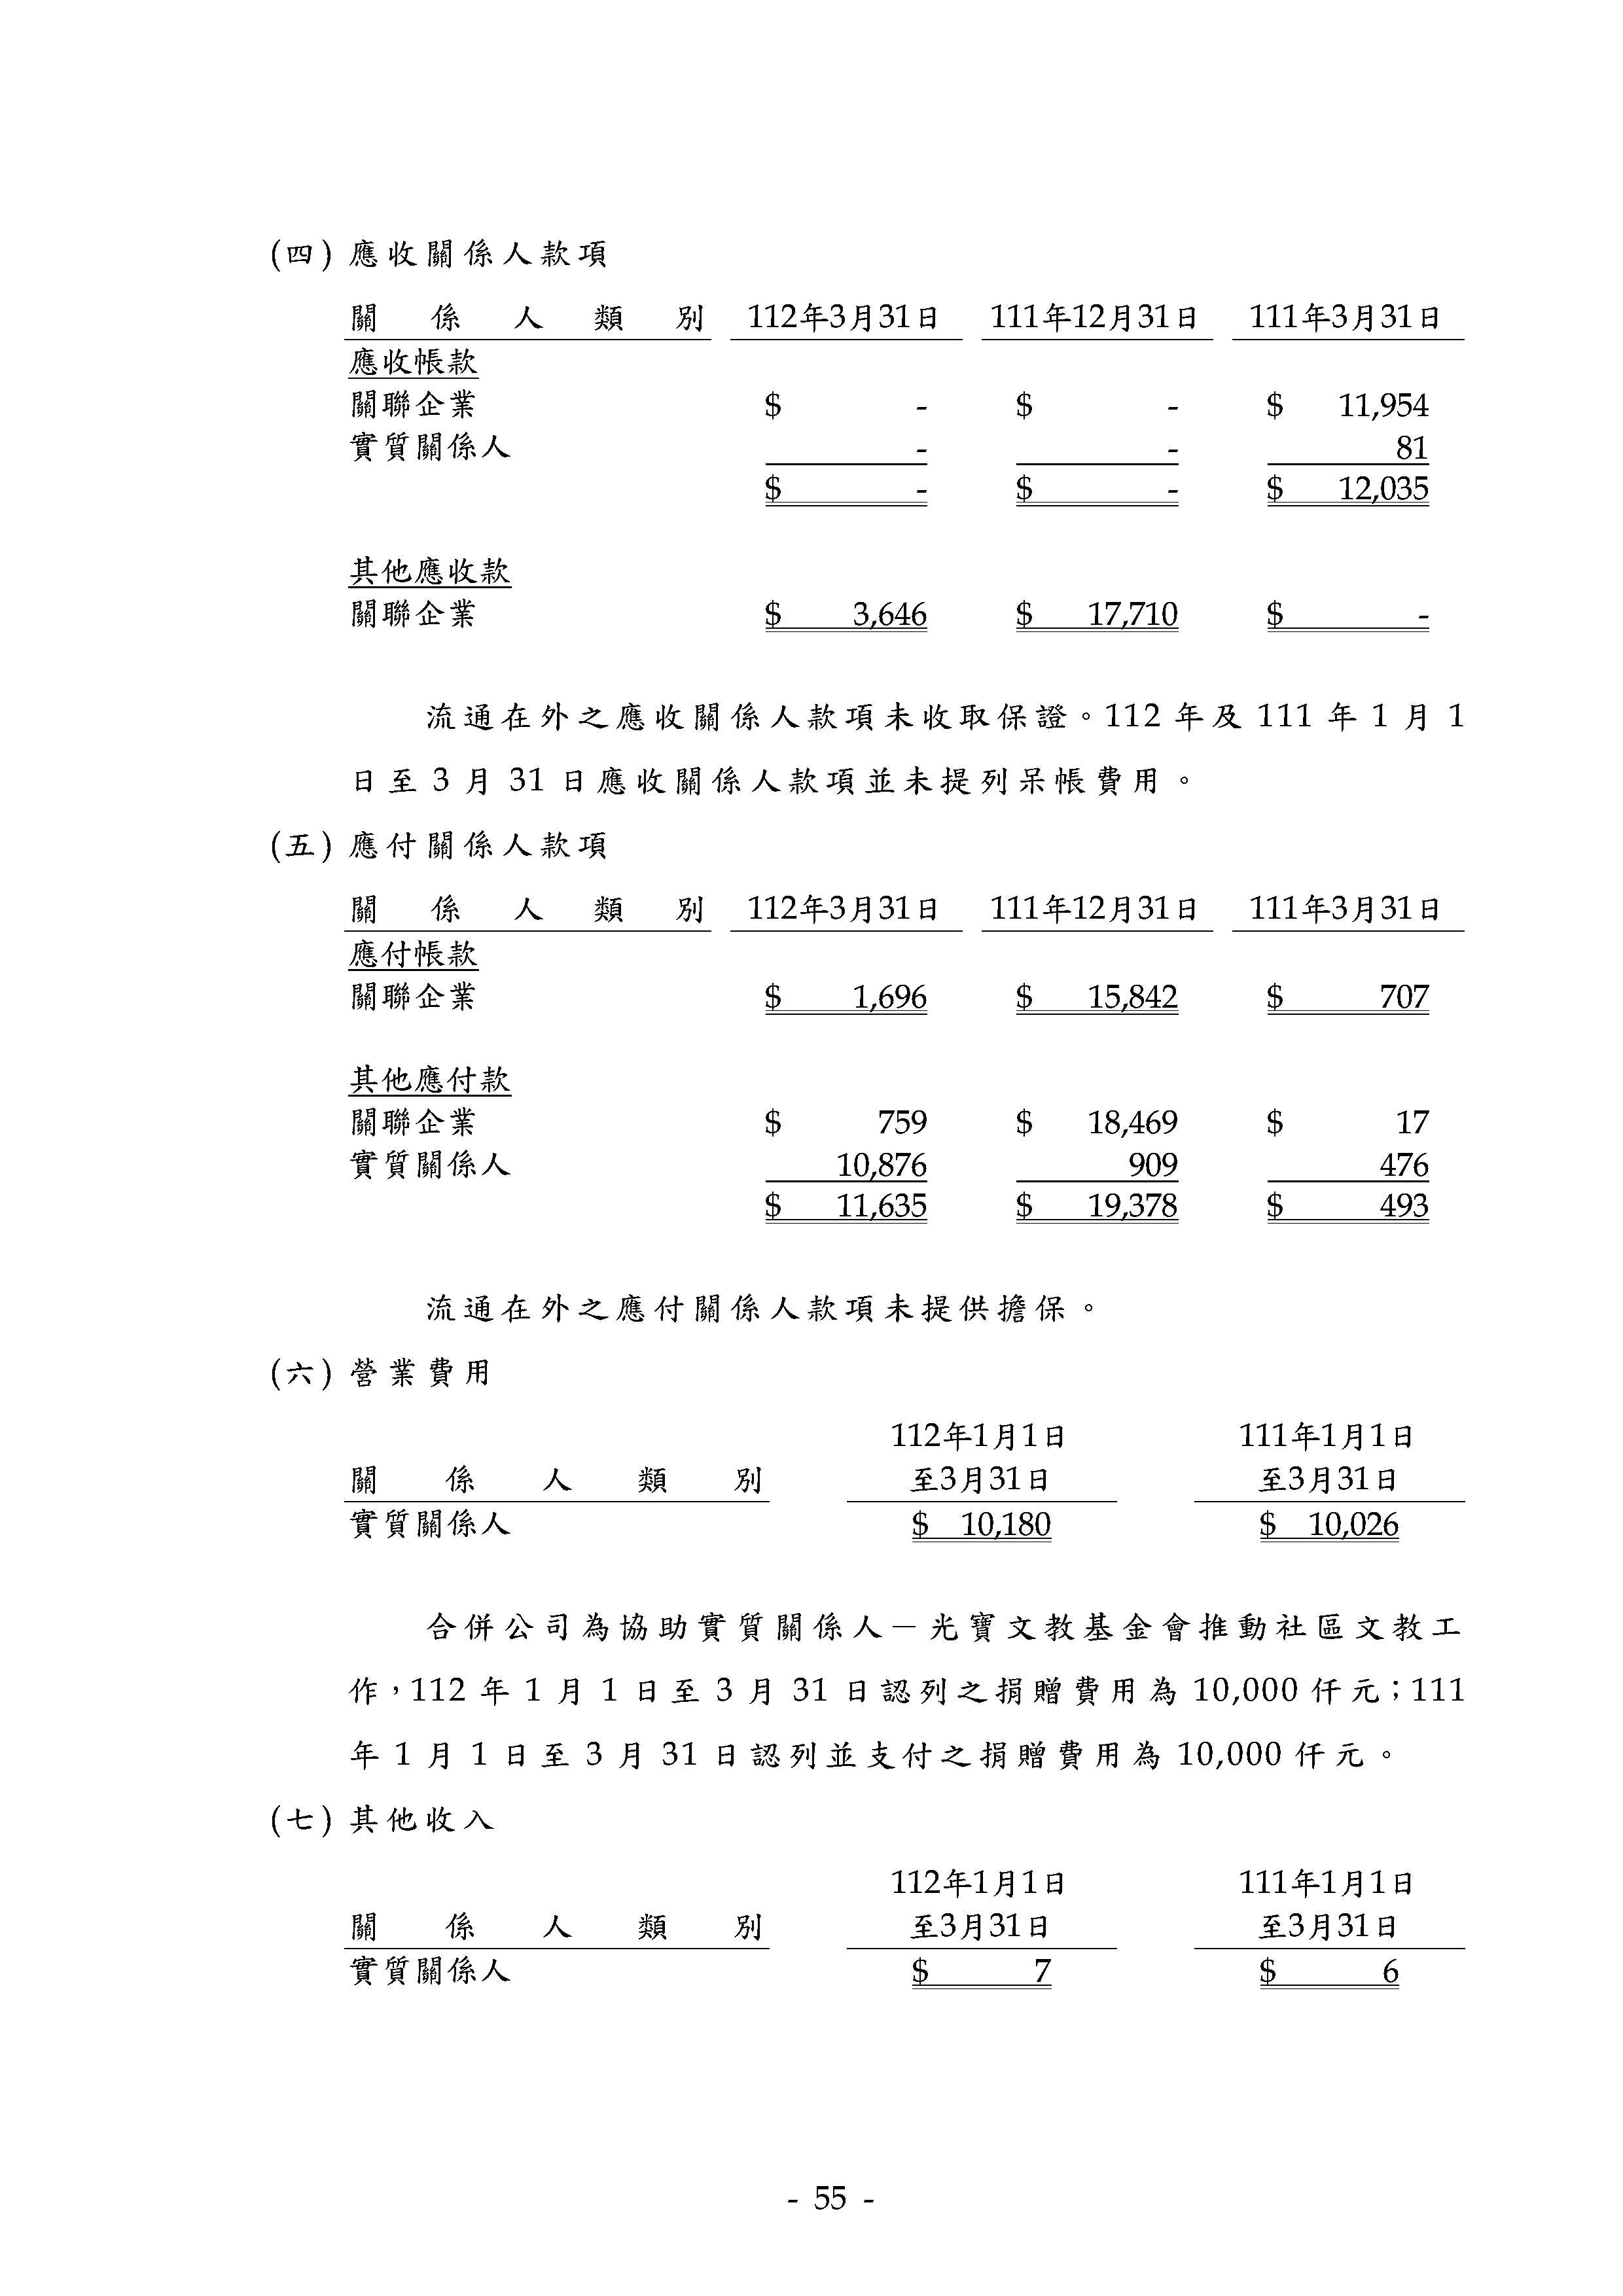 (四) 應收關係人款項
關係人類別 112年3月31日 111年12月31日 111年3月31日
應收帳款
關聯企業 $ - $ - $ 11,954
實質關係人 - - 81
$ - $ - $ 12,035
其他應收款
關聯企業 $ 3,646 $ 17,710 $ -
流通在外之應收關係人款項未收取保證。112 年及 111 年 1 月 1
日至 3 月 31 日應收關係人款項並未提列呆帳費用。
(五) 應付關係人款項
關係人類別 112年3月31日 111年12月31日 111年3月31日
應付帳款
關聯企業 $ 1,696 $ 15,842 $ 707
其他應付款
關聯企業 $ 759 $ 18,469 $ 17
實質關係人 10,876 909 476
$ 11,635 $ 19,378 $ 493
流通在外之應付關係人款項未提供擔保。
(六) 營業費用
112年1月1日 111年1月1日
關係人類別 至3月31日 至3月31日
實質關係人 $ 10,180 $ 10,026
合併公司為協助實質關係人－光寶文教基金會推動社區文教工
作，112 年 1 月 1 日至 3 月 31 日認列之捐贈費用為 10,000 仟元；111
年 1 月 1 日至 3 月 31 日認列並支付之捐贈費用為 10,000 仟元。
(七) 其他收入
112年1月1日 111年1月1日
關係人類別 至3月31日 至3月31日
實質關係人 $ 7 $ 6
- 55 -